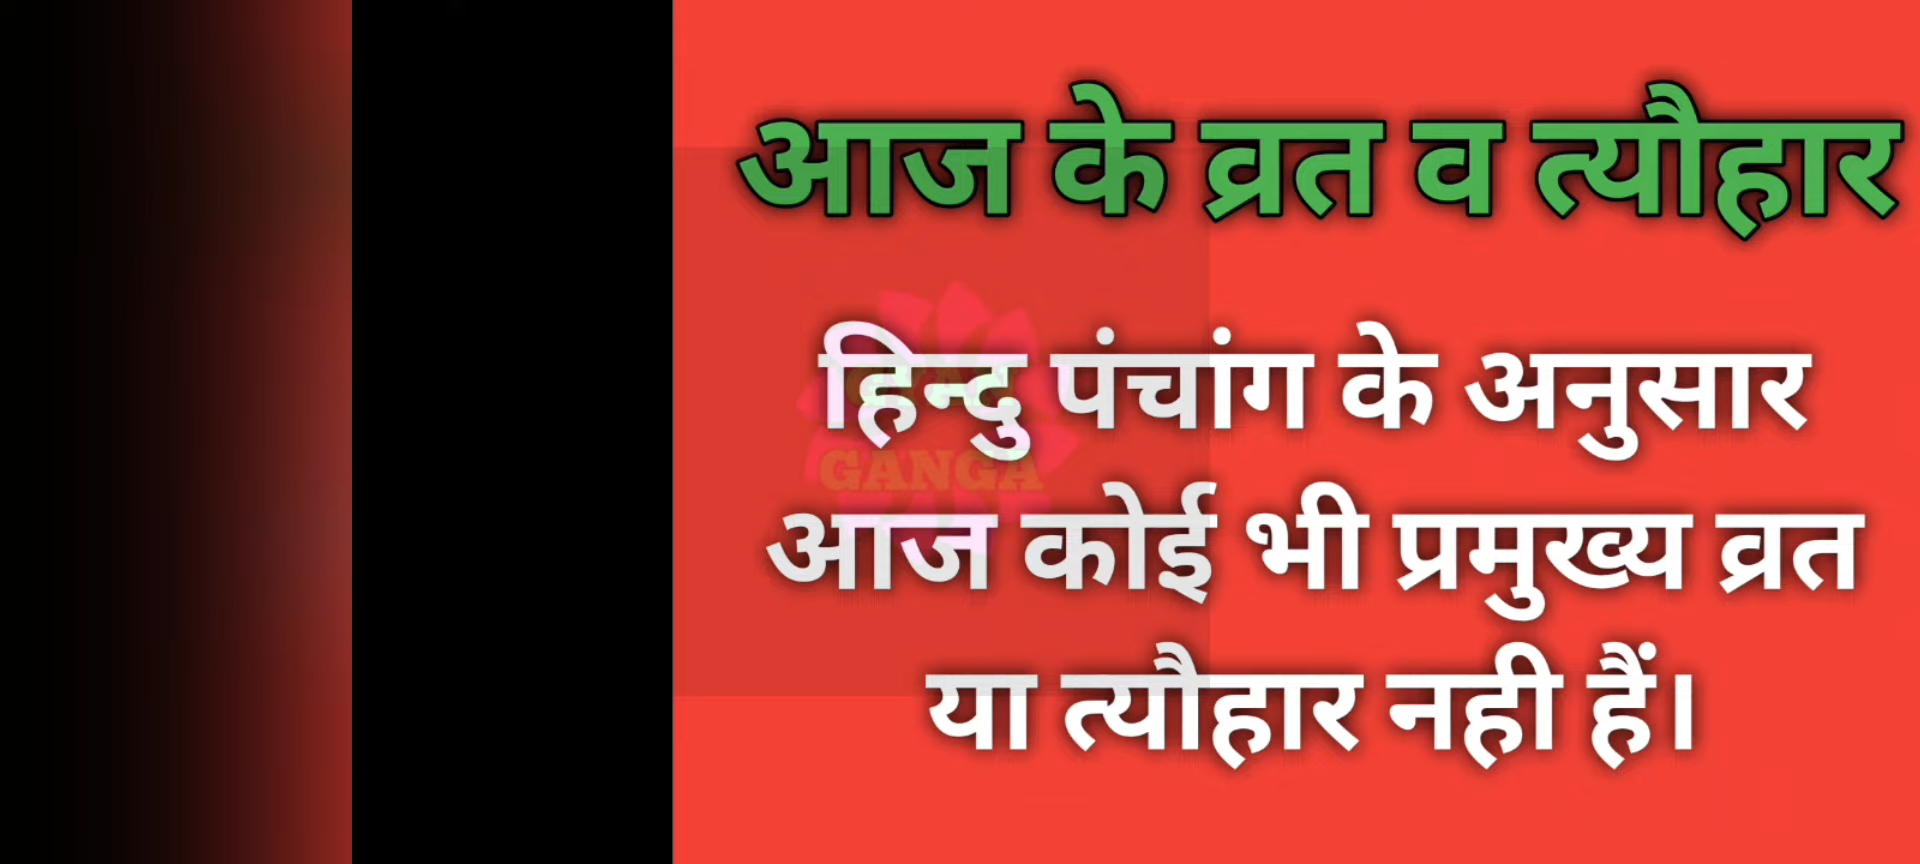 आज के व्रत व त्यौहार
हिन्दु पंचांग के अनुसार
GANGA
आज कोई भी प्रमुख्य व्रत
या त्यौहार नही हैं।